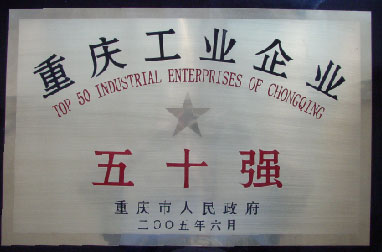 重庆工业企业
TOP 50 INDUSTRIAL ENTERPRISES OF CHONGQING
五十强
重庆市人民政府
二〇〇五年六月